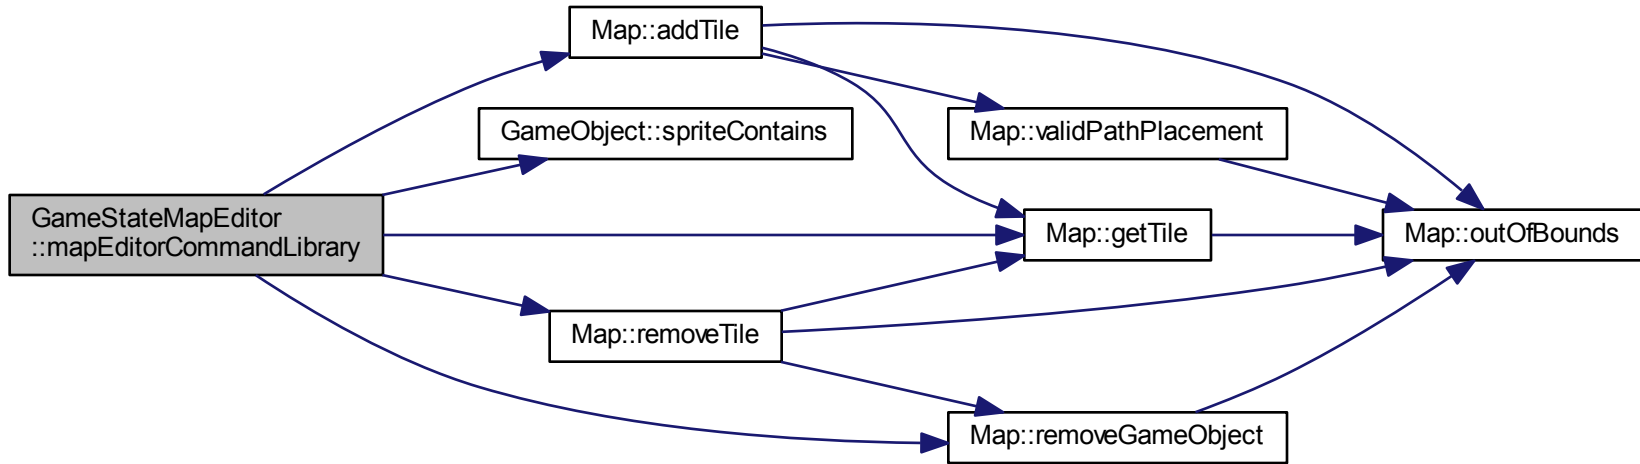 Map::addTile
GameObject::spriteContains
Map::validPathPlacement
GameStateMapEditor
::mapEditorCommandLibrary
Map::getTile
Map::outOfBounds
Map::removeTile
Map::removeGameObject